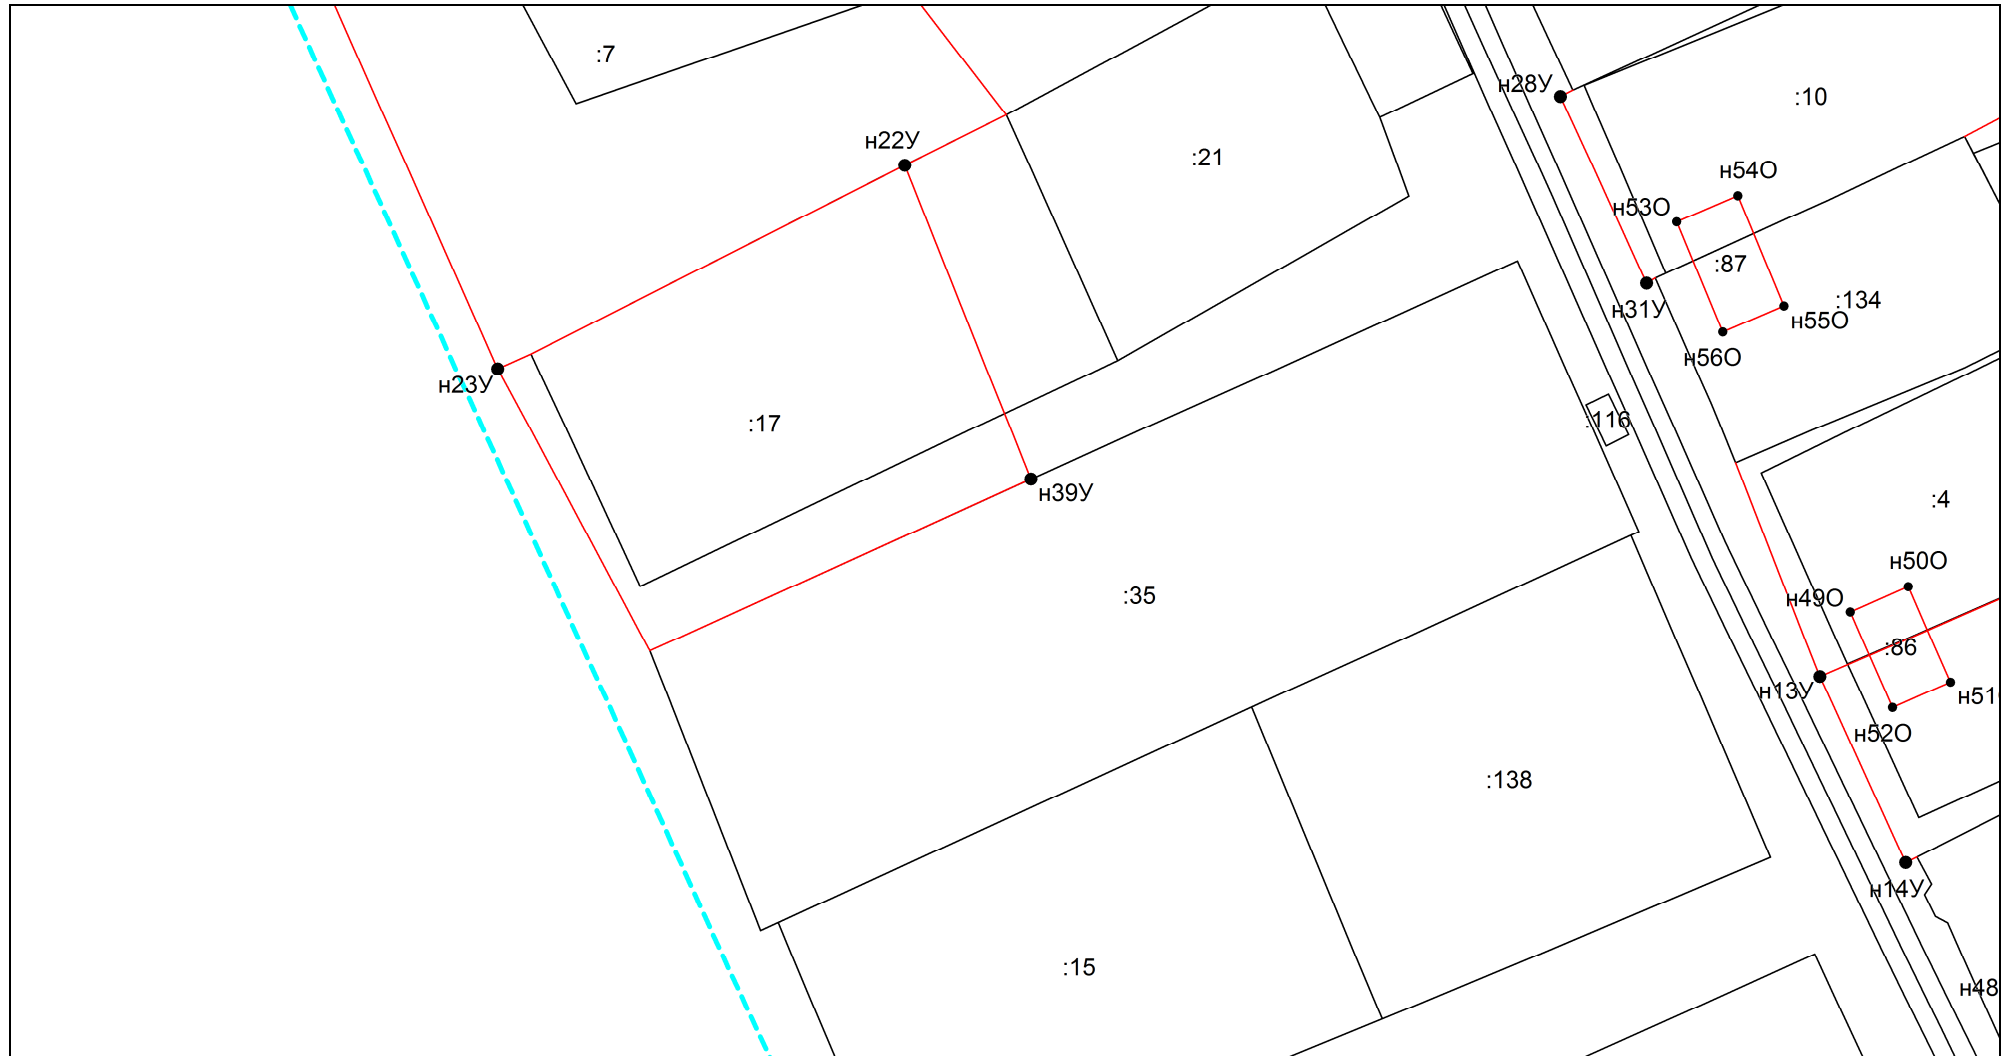 :7
н28У
:10
н22У
:21
н54О
н53О
:87
н31У
:134
н55О
н56О
н23У
:17
:116
н39У
:4
н50О
:35
н49О
:86
н13У
н51
н52О
:138
н14У
:15
н48